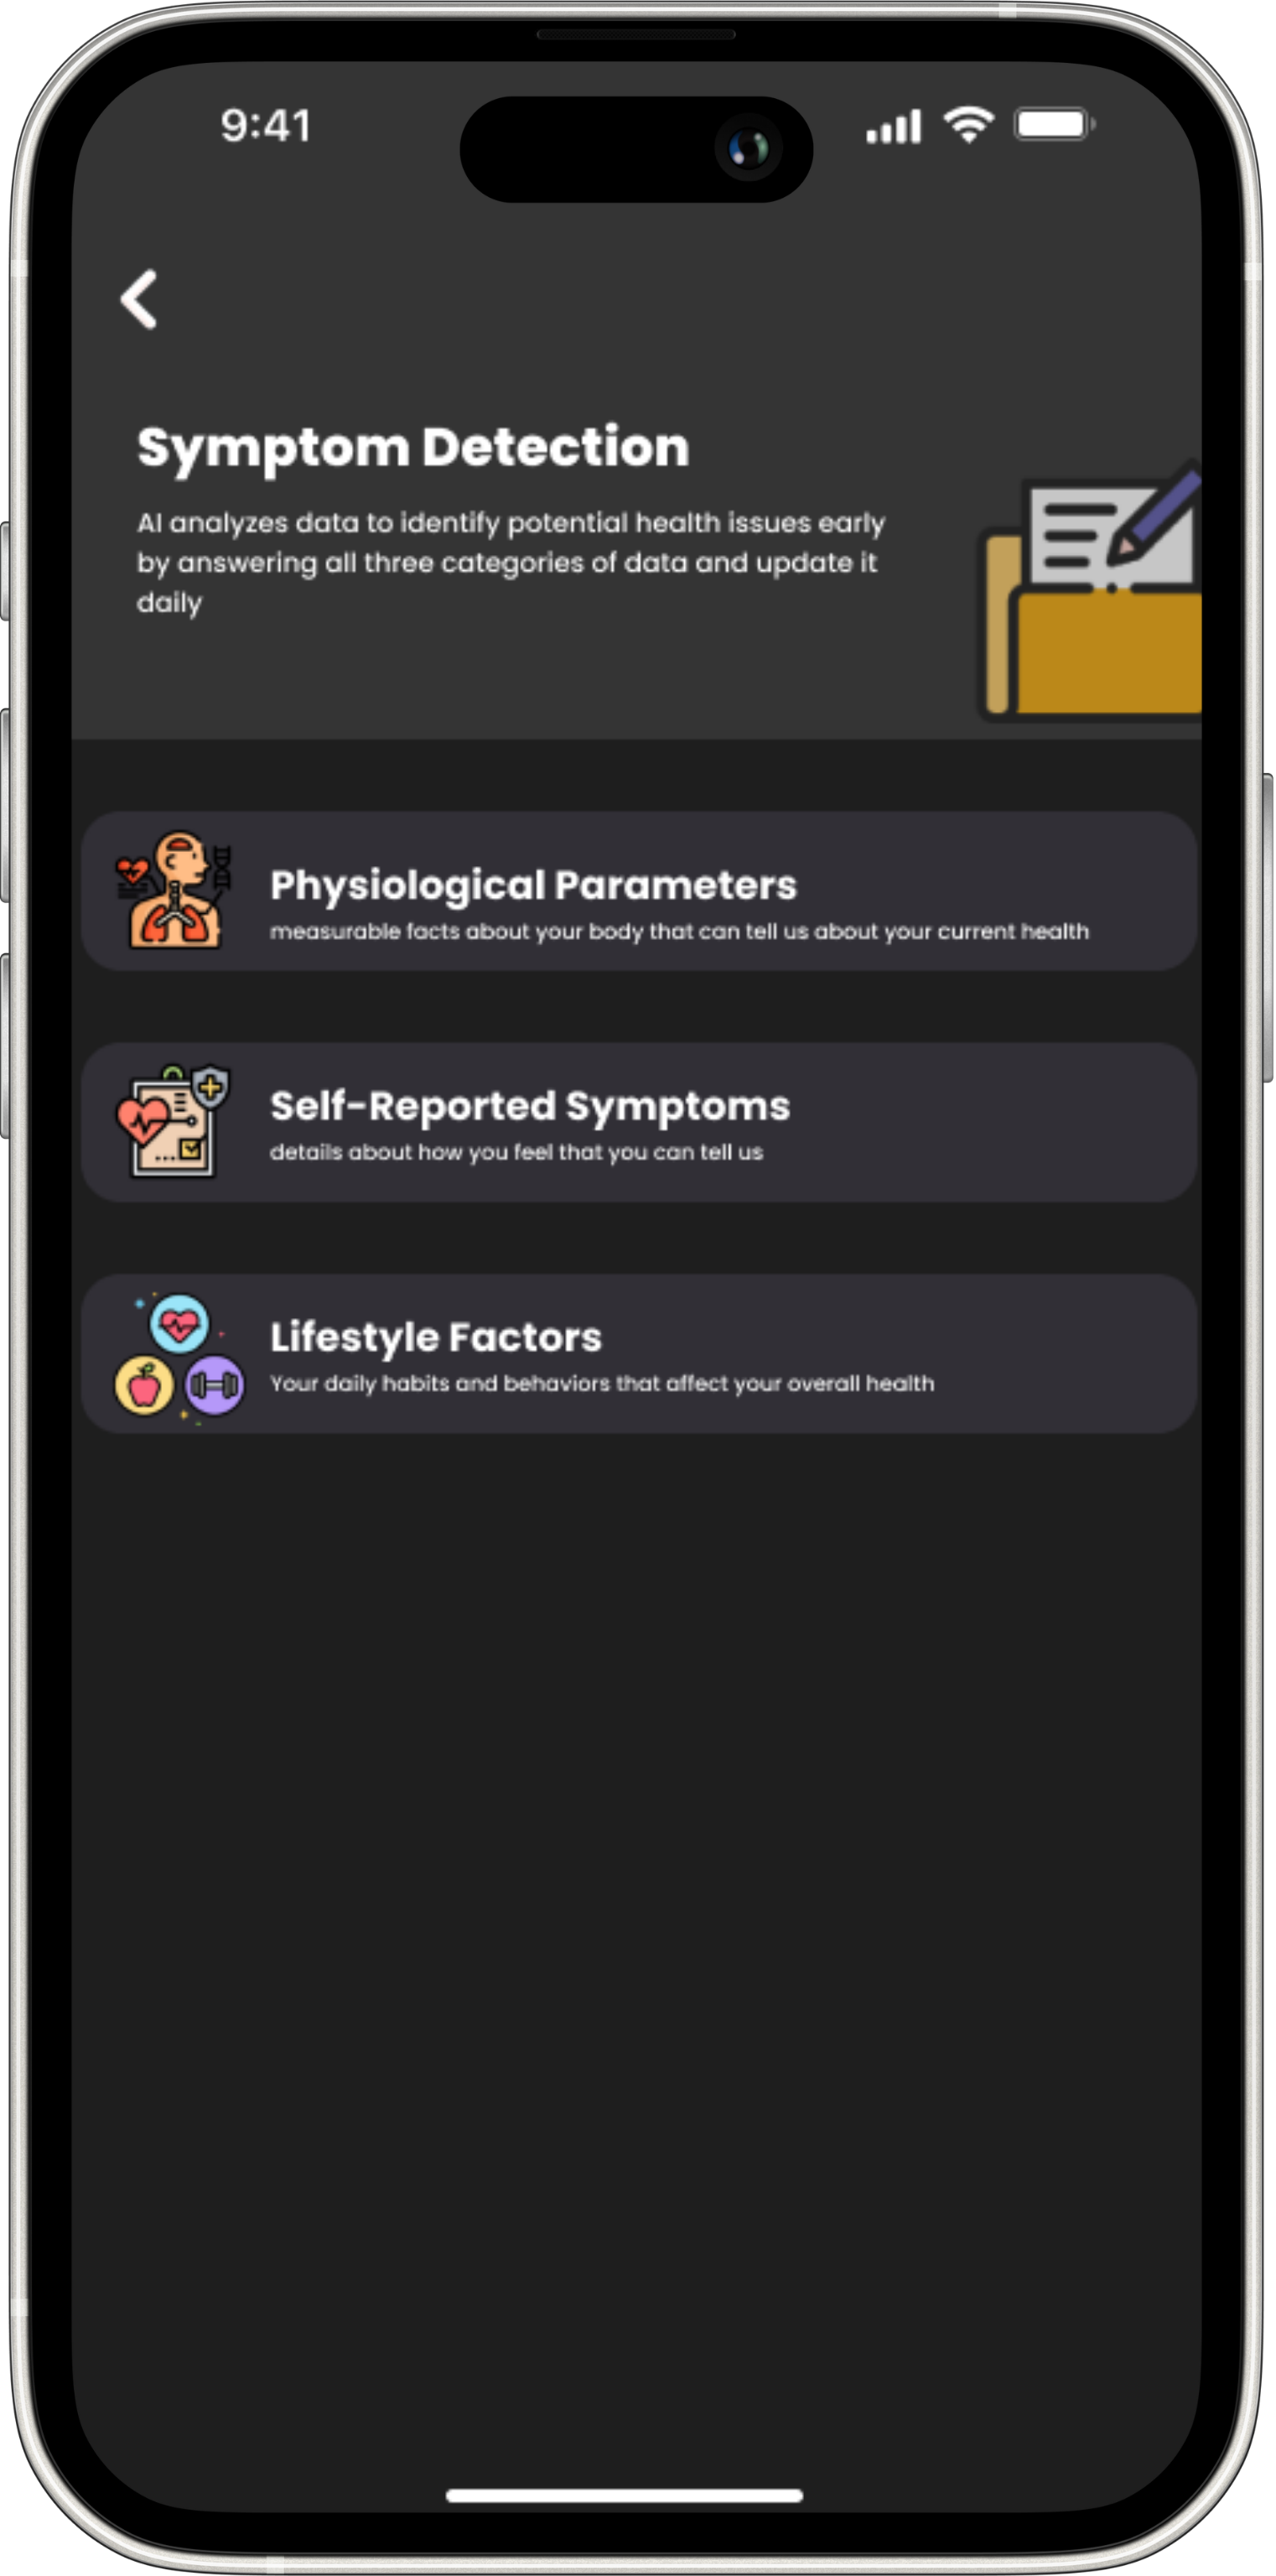 9:41
Symptom Detection
AI analyzes data to identify potential health issues early
by answering all three categories of data and update it
daily
Physiological Parameters
measurable facts about your body that can tell us about your current health
Self-Reported Symptoms
details about how you feel that you can tell us
Lifestyle Factors
Your daily habits and behaviors that affect your overall health